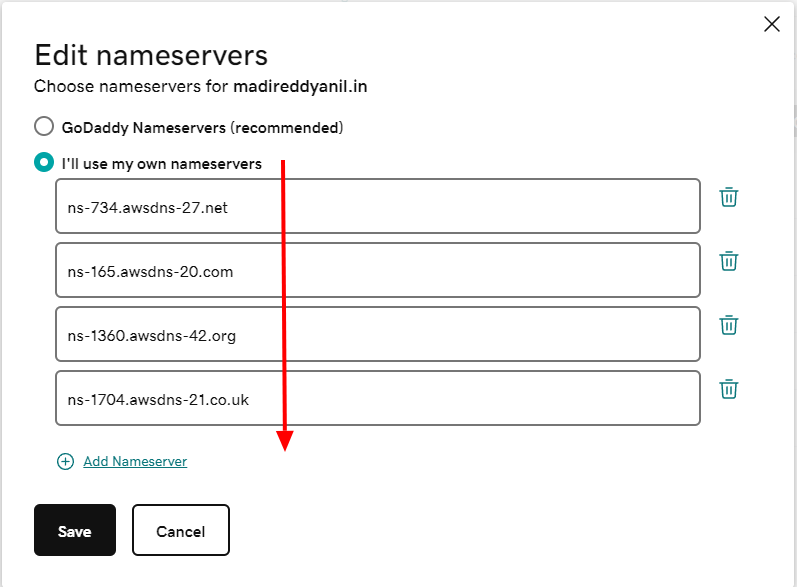 Edit nameservers
Choose nameservers for madireddyanil.in
GoDaddy Nameservers (recommended)
I'll use my own nameservers
ns-734.awsdns-27.net
ns-165.awsdns-20.com
ns-1360.awsdns-42.org
ns-1704.awsdns-21.co.uk
Add Nameserver
Save
Cancel